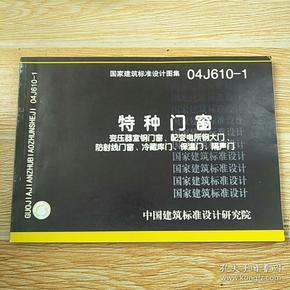 国家建筑标准设计图集 04J610-1
特种门窗
变压器室钢门窗、配变电所钢大门
防射线门窗、冷藏库门、保温门、隔声门
国家建筑标准设计
国家建筑标准设计
国家建筑标准设计
国家建筑标准设计
国家建筑标准设计
中国建筑标准设计研究院
GUOJIAJIANZHUBIAOZHUNSHEJI 04J610-1